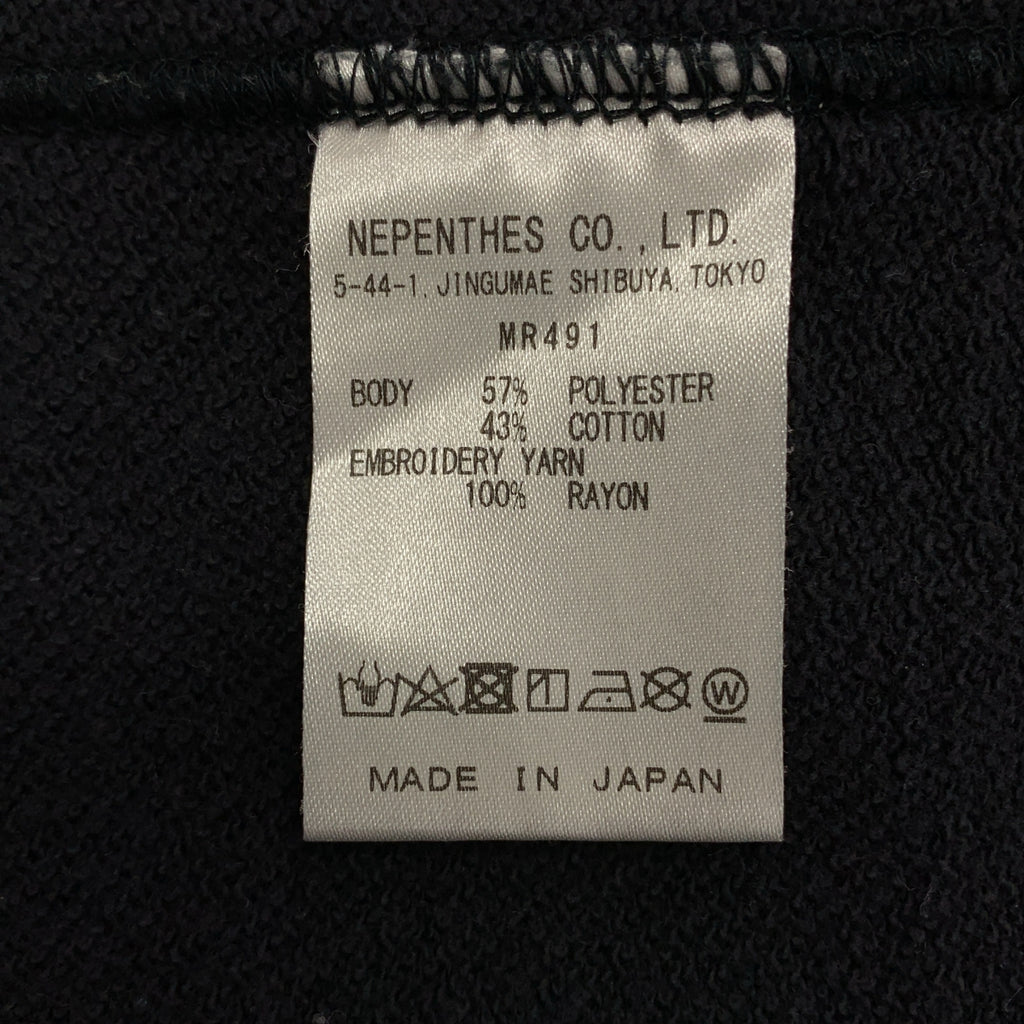 NEPENTHES CO.,LTD.
5-44-1, JINGUMAE SHIBUYA, TOKYO
MR491
BODY 57% POLYESTER
43% COTTON
EMBROIDERY YARN
100% RAYON
W
MADE IN JAPAN